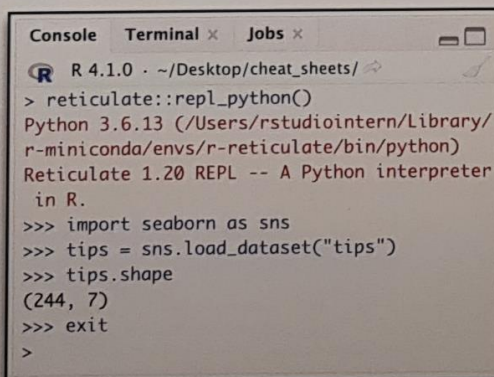 Console Terminal × Jobs ×
R R 4.1.0 · ~/Desktop/cheat_sheets/
> reticulate::repl_python()
Python 3.6.13 (/Users/rstudiointern/Library/
r-miniconda/envs/r-reticulate/bin/python)
Reticulate 1.20 REPL -- A Python interpreter
in R.
>>> import seaborn as sns
>>> tips = sns.load_dataset("tips")
>>> tips.shape
(244, 7)
>>> exit
>